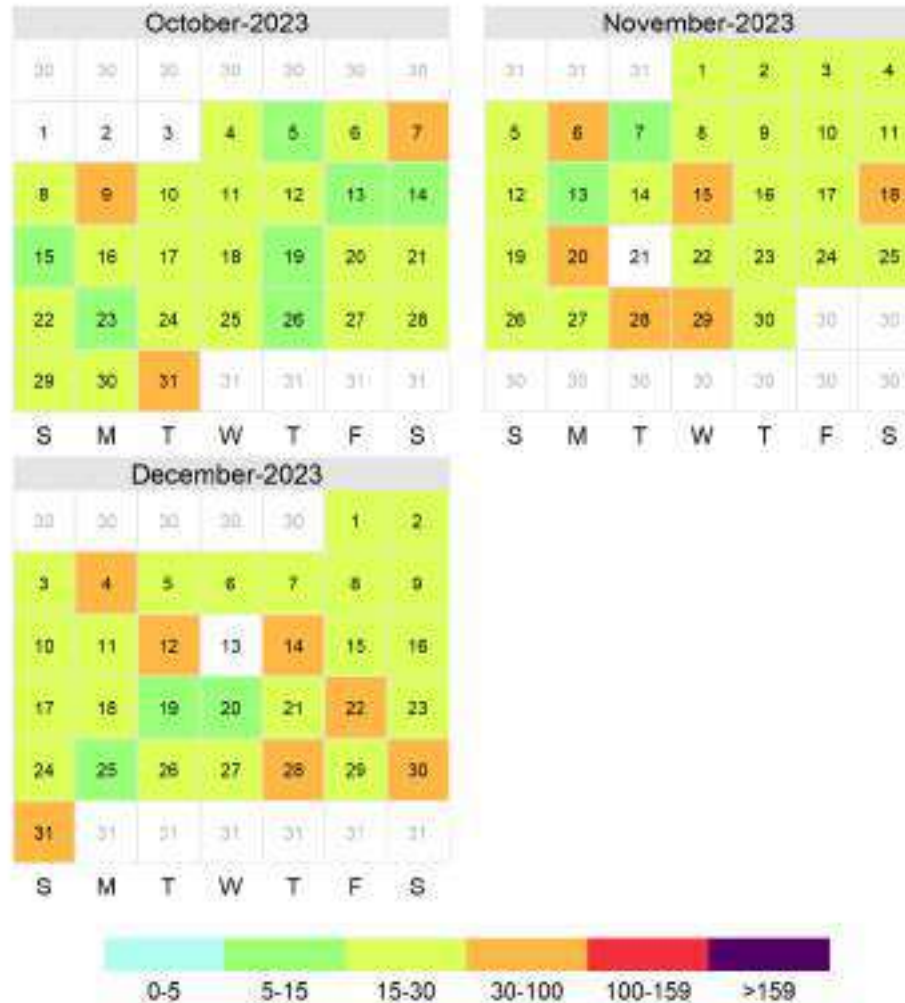 October-2023
30 30 30 30 30 30 30
1 2 3 4 5 6 7
8 9 10 11 12 13 14
15 16 17 18 19 20 21
22 23 24 25 26 27 28
29 30 31 31 31 31 31
S M T W T F S
November-2023
31 31 31 1 2 3 4
5 6 7 8 9 10 11
12 13 14 15 16 17 18
19 20 21 22 23 24 25
26 27 28 29 30 30 30
30 30 30 30 30 30 30
S M T W T F S
December-2023
30 30 30 30 30 1 2
3 4 5 6 7 8 9
10 11 12 13 14 15 16
17 18 19 20 21 22 23
24 25 26 27 28 29 30
31 31 31 31 31 31 31
S M T W T F S
0-5 5-15 15-30 30-100 100-159 >159